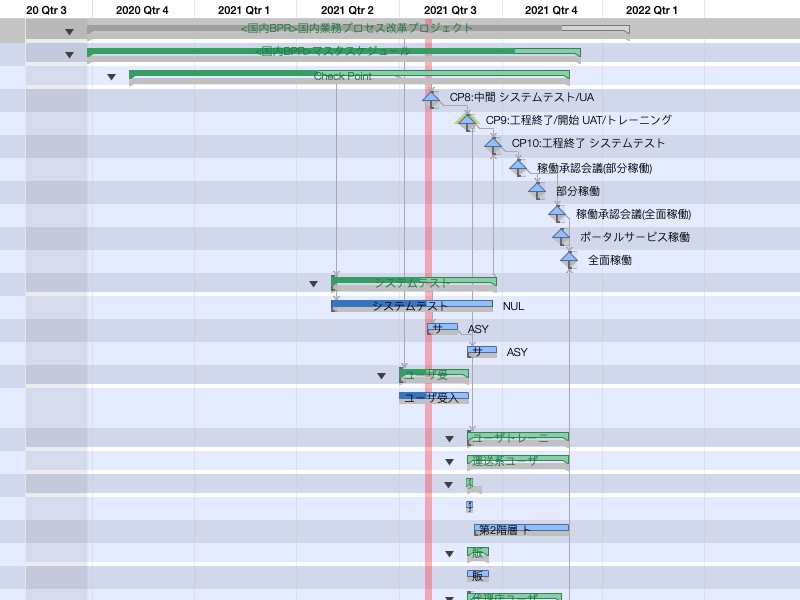 20 Qtr 3 2020 Qtr 4 2021 Qtr 1 2021 Qtr 2 2021 Qtr 3 2021 Qtr 4 2022 Qtr 1
<国内BPR>国内業務プロセス改革プロジェクト
<国内BPR>マスタスケジュール
Check Point
CP8:中間 システムテスト/UA
CP9:工程終了/開始 UAT/トレーニング
CP10:工程終了 システムテスト
稼働承認会議(部分稼働)
部分稼働
稼働承認会議(全面稼働)
ポータルサービス稼働
全面稼働
システムテスト
システムテスト NUL
サ ASY
サ ASY
ユーザ受
ユーザ受入
ユーザトレーニ
運送系ユーザ
第2階層 ト
販
販
代理店ユーザ